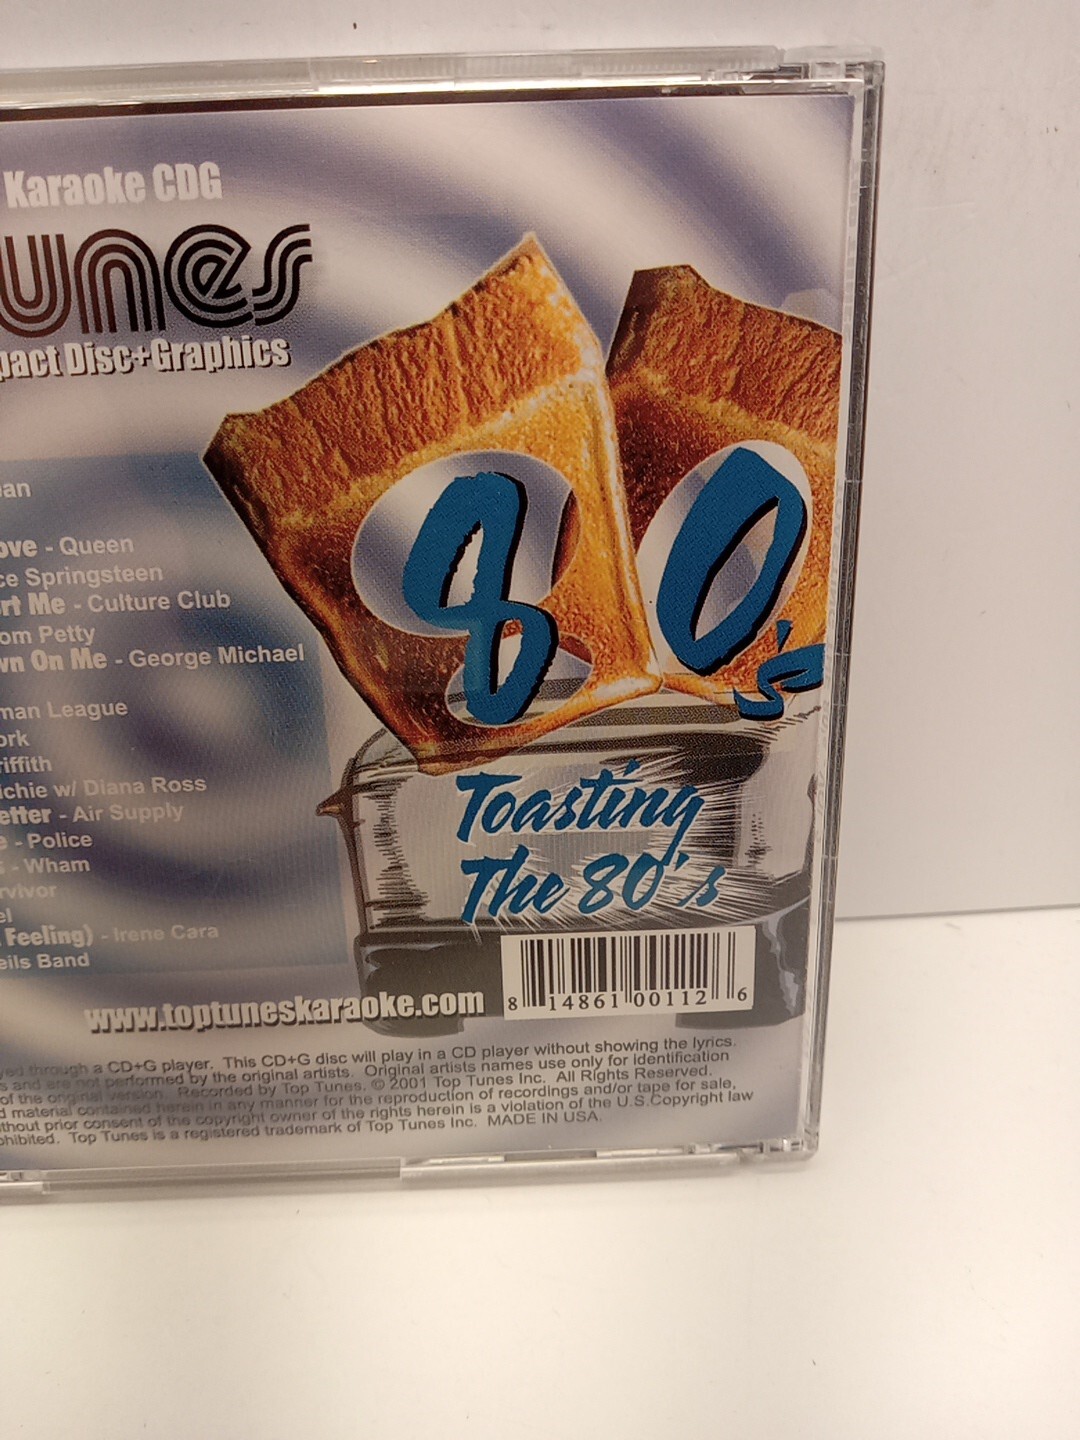 Karaoke CDG
unes
pact Disc+Graphics
ean
ove - Queen
ce Springsteen
rt Me - Culture Club
om Petty
wn On Me - George Michael
man League
ork
riffith
ichie w/ Diana Ross
etter - Air Supply
e - Police
- Wham
rvivor
el
Feeling) - Irene Cara
eils Band
80's
Toasting
The 80's
8 14861 00112 6
www.toptuneskaraoke.com
yed through a CD+G player. This CD+G disc will play in a CD player without showing the lyrics.
s and are not performed by the original artists. Original artists names use only for identification
of the original version. Recorded by Top Tunes. © 2001 Top Tunes Inc. All Rights Reserved.
d material contained herein in any manner for the reproduction of recordings and/or tape for sale,
thout prior consent of the copyright owner of the rights herein is a violation of the U.S.Copyright law
ohibited. Top Tunes is a registered trademark of Top Tunes Inc. MADE IN USA.